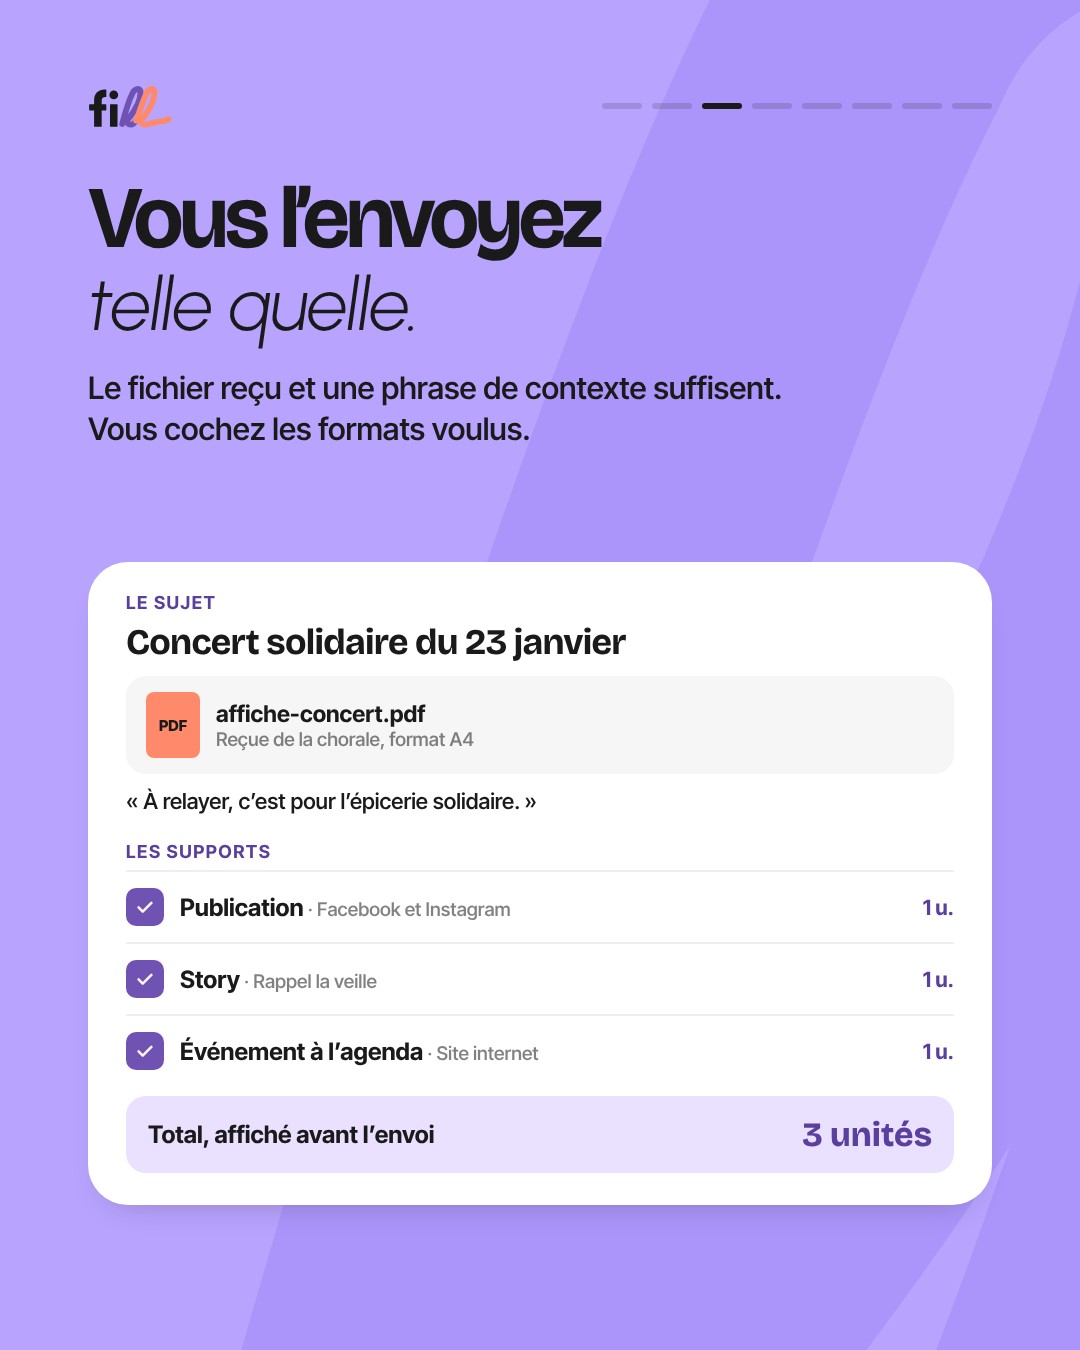 fill
Vous l’envoyez
telle quelle.
Le fichier reçu et une phrase de contexte suffisent.
Vous cochez les formats voulus.
LE SUJET
Concert solidaire du 23 janvier
PDF
affiche-concert.pdf
Reçue de la chorale, format A4
« À relayer, c’est pour l’épicerie solidaire. »
LES SUPPORTS
Publication · Facebook et Instagram 1 u.
Story · Rappel la veille 1 u.
Événement à l’agenda · Site internet 1 u.
Total, affiché avant l’envoi 3 unités